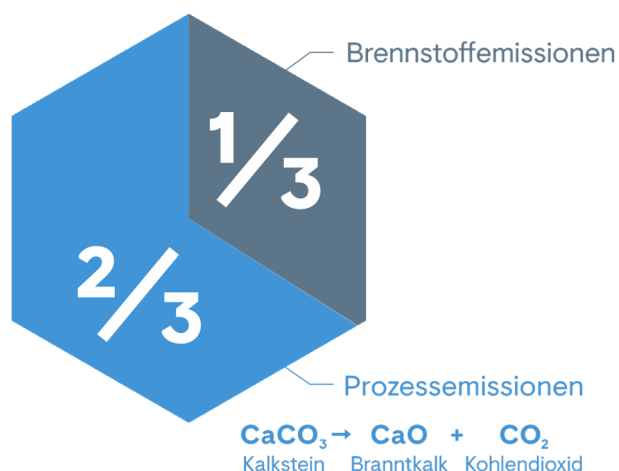 Brennstoffemissionen
1/3
2/3
Prozessemissionen
CaCO₃ → CaO + CO₂
Kalkstein Branntkalk Kohlendioxid